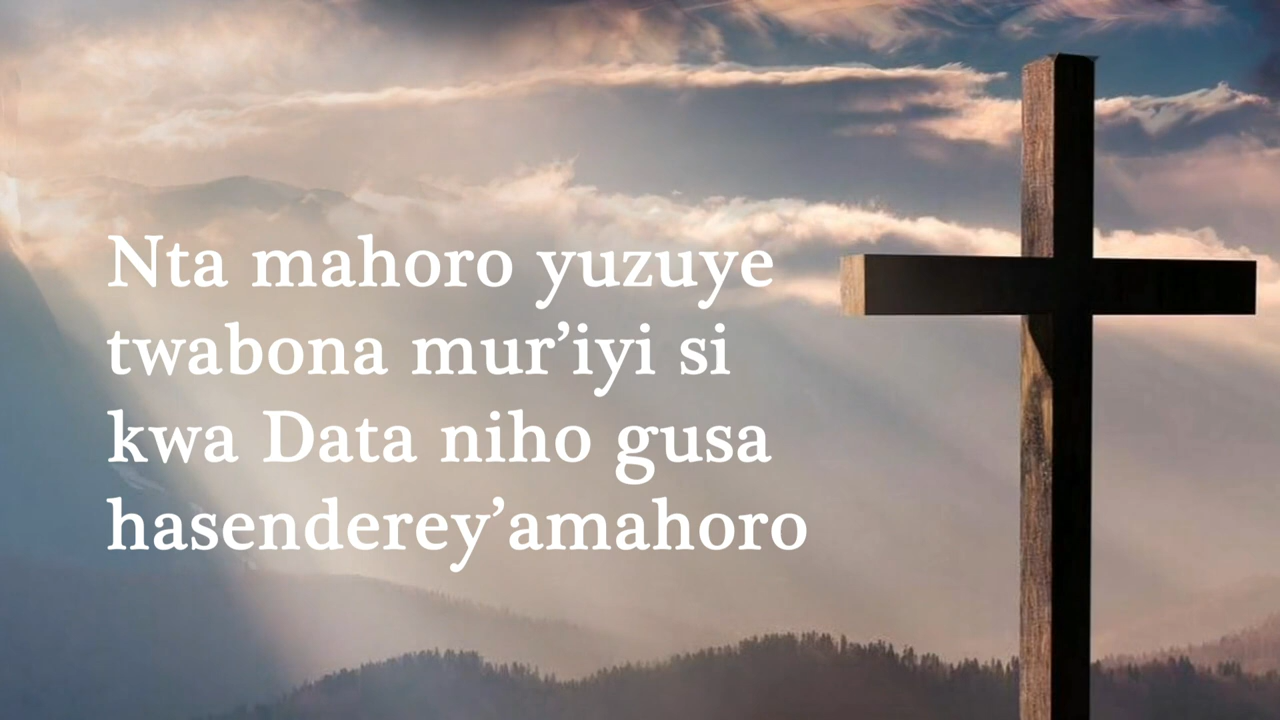 Nta mahoro yuzuye
twabona mur’iyi si
kwa Data niho gusa
hasenderey’amahoro